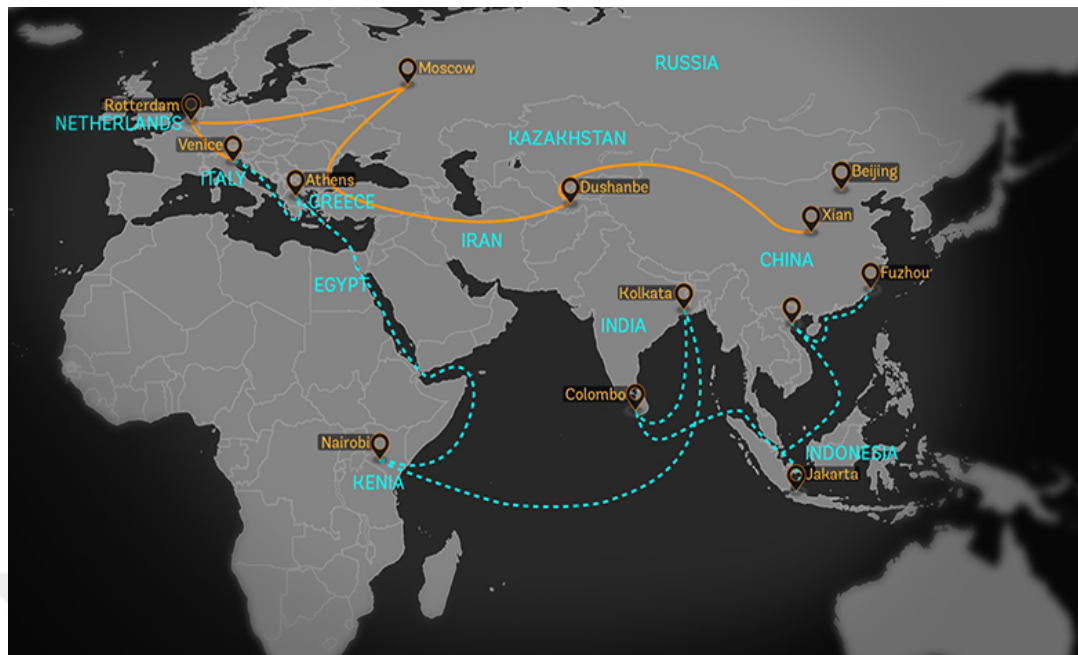 Moscow
RUSSIA
Rotterdam
NETHERLANDS
KAZAKHSTAN
Venice
ITALY
Athens
GREECE
Dushanbe
Beijing
Xian
IRAN
CHINA
EGYPT
Fuzhou
Kolkata
INDIA
Colombo
Nairobi
KENIA
INDONESIA
Jakarta